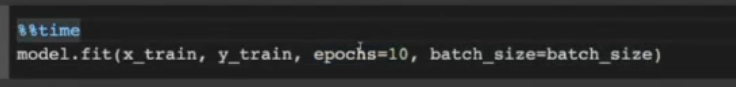 %%time
model.fit(x_train, y_train, epochs=10, batch_size=batch_size)